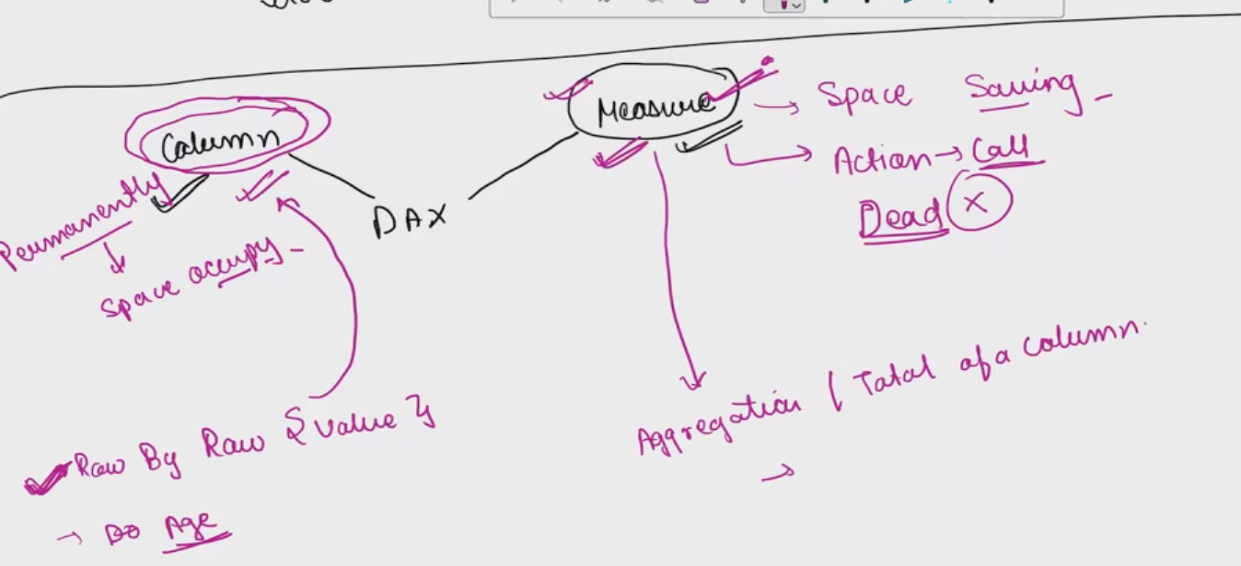 Column
Measure
→ Space Saving -
→ Action → Call
Dead (X)
DAX
Permanently
Space occupy -
Aggregation ( Total of a column.
→
Raw By Raw {value}
→ Age